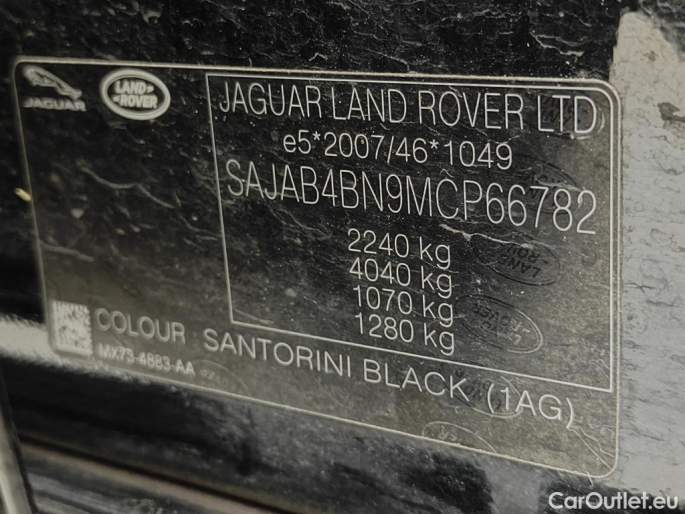 JAGUAR
LAND ROVER
JAGUAR LAND ROVER LTD
e5*2007/46*1049
SAJAB4BN9MCP66782
2240 kg
4040 kg
1070 kg
1280 kg
COLOUR : SANTORINI BLACK (1AG)
MX73-4883-AA
CarOutlet.eu